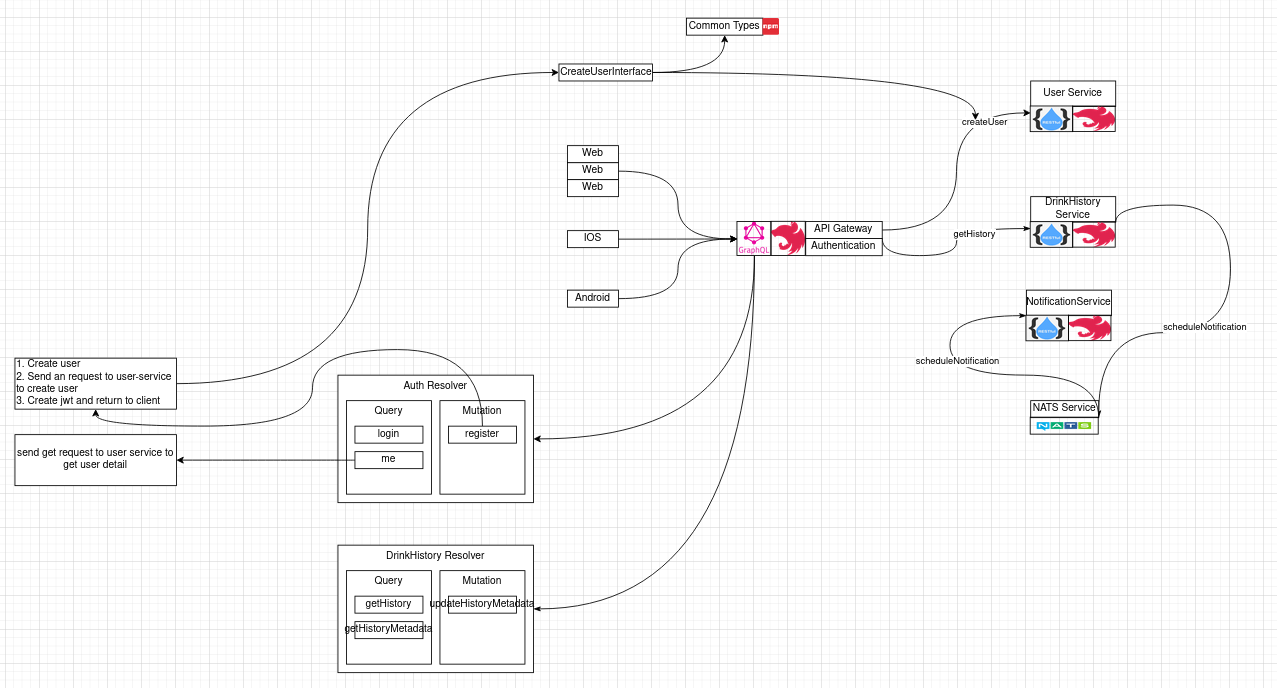 Common Types
npm
CreateUserInterface
User Service
{RESTful}
createUser
Web
Web
Web
DrinkHistory
Service
{RESTful}
API Gateway
IOS
getHistory
Authentication
GraphQL
Android
NotificationService
{RESTful}
scheduleNotification
scheduleNotification
1. Create user
2. Send an request to user-service
to create user
3. Create jwt and return to client
NATS Service
NATS
Auth Resolver
Query
Mutation
login
register
me
send get request to user service to
get user detail
DrinkHistory Resolver
Query
Mutation
getHistory
updateHistoryMetadata
getHistoryMetadata